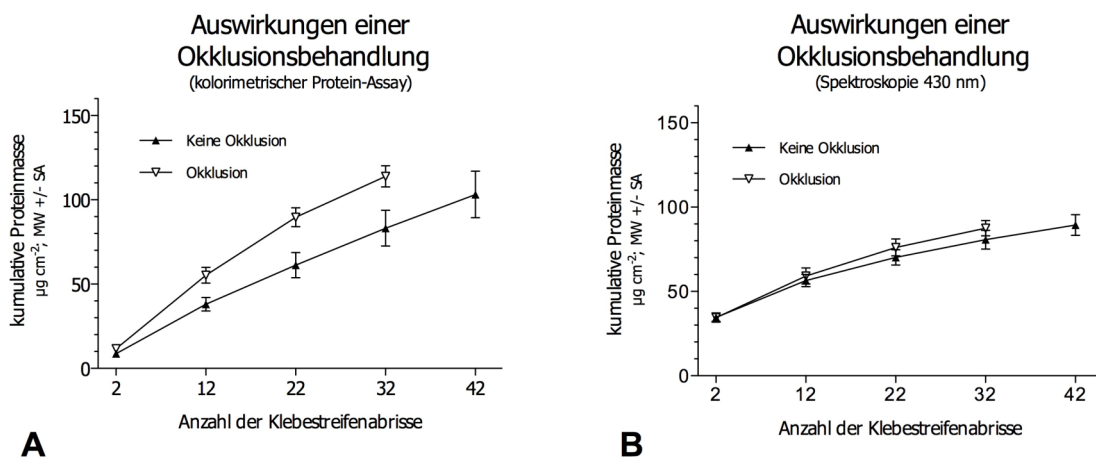 Auswirkungen einer
Okklusionsbehandlung
(kolorimetrischer Protein-Assay)
kumulative Proteinmasse
µg cm-2; MW +/- SA
150
100
50
0
Keine Okklusion
Okklusion
2 12 22 32 42
Anzahl der Klebestreifenabrisse
A
Auswirkungen einer
Okklusionsbehandlung
(Spektroskopie 430 nm)
kumulative Proteinmasse
µg cm-2; MW +/- SA
150
100
50
0
Keine Okklusion
Okklusion
2 12 22 32 42
Anzahl der Klebestreifenabrisse
B